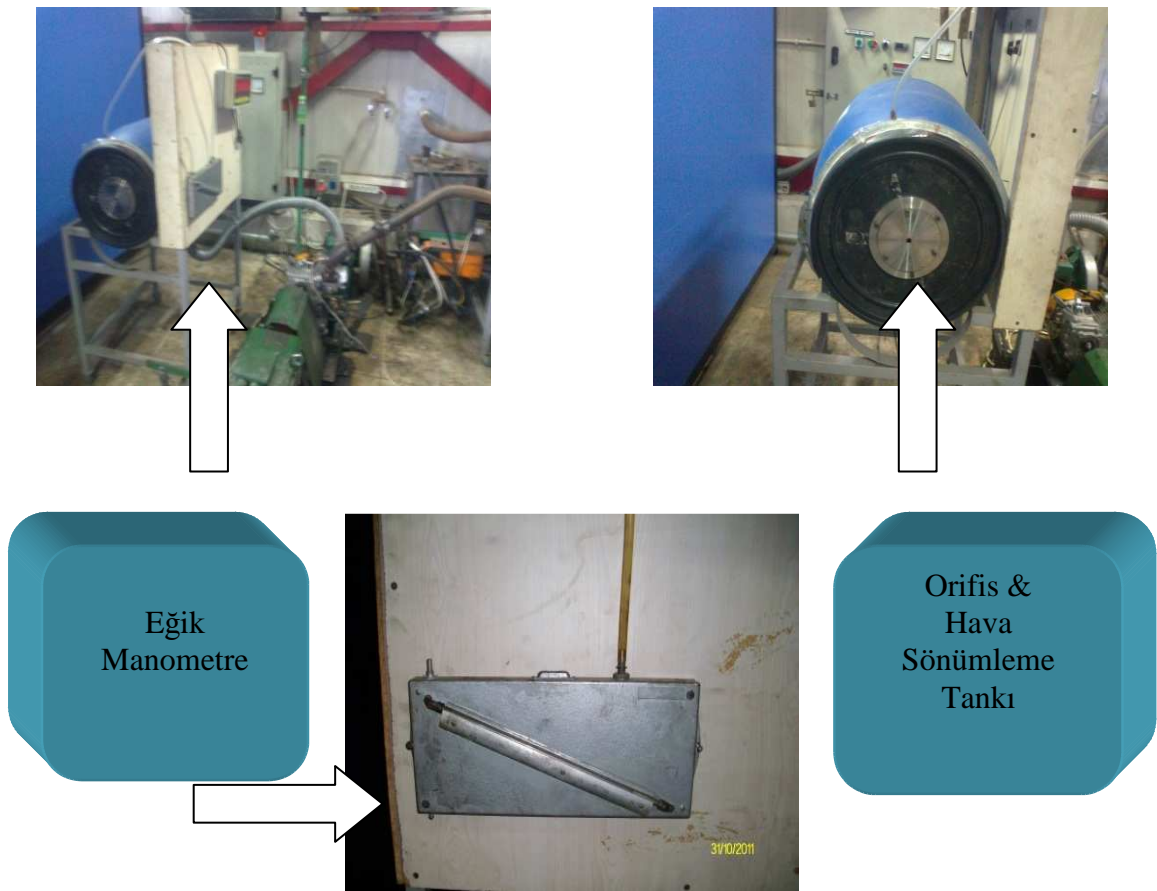 Eğik
Manometre
Orifis &
Hava
Sönümleme
Tankı
31/10/2011